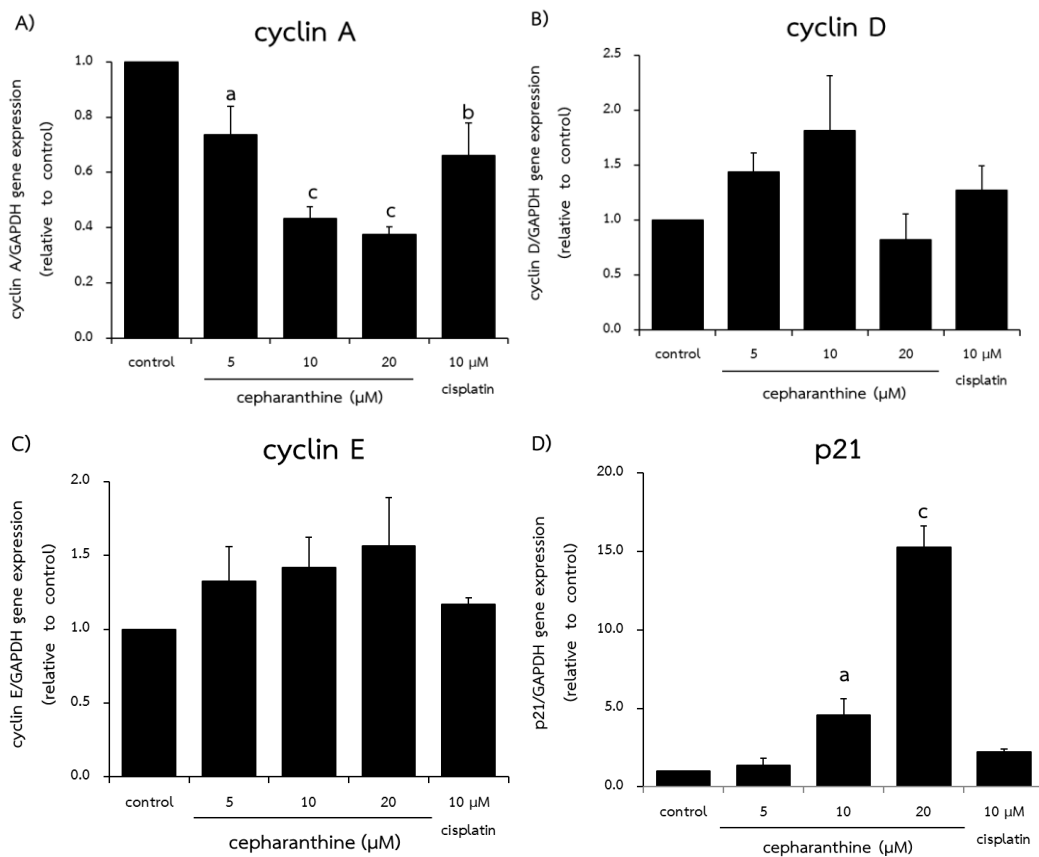 A)
cyclin A
cyclin A/GAPDH gene expression
(relative to control)
1.0
0.8
0.6
0.4
0.2
0.0
a
c
c
b
control
5
10
20
10 µM
cisplatin
cepharanthine (µM)
B)
cyclin D
cyclin D/GAPDH gene expression
(relative to control)
2.5
2.0
1.5
1.0
0.5
0.0
control
5
10
20
10 µM
cisplatin
cepharanthine (µM)
C)
cyclin E
cyclin E/GAPDH gene expression
(relative to control)
2.0
1.5
1.0
0.5
0.0
control
5
10
20
10 µM
cisplatin
cepharanthine (µM)
D)
p21
p21/GAPDH gene expression
(relative to control)
20.0
15.0
10.0
5.0
0.0
a
c
control
5
10
20
10 µM
cisplatin
cepharanthine (µM)